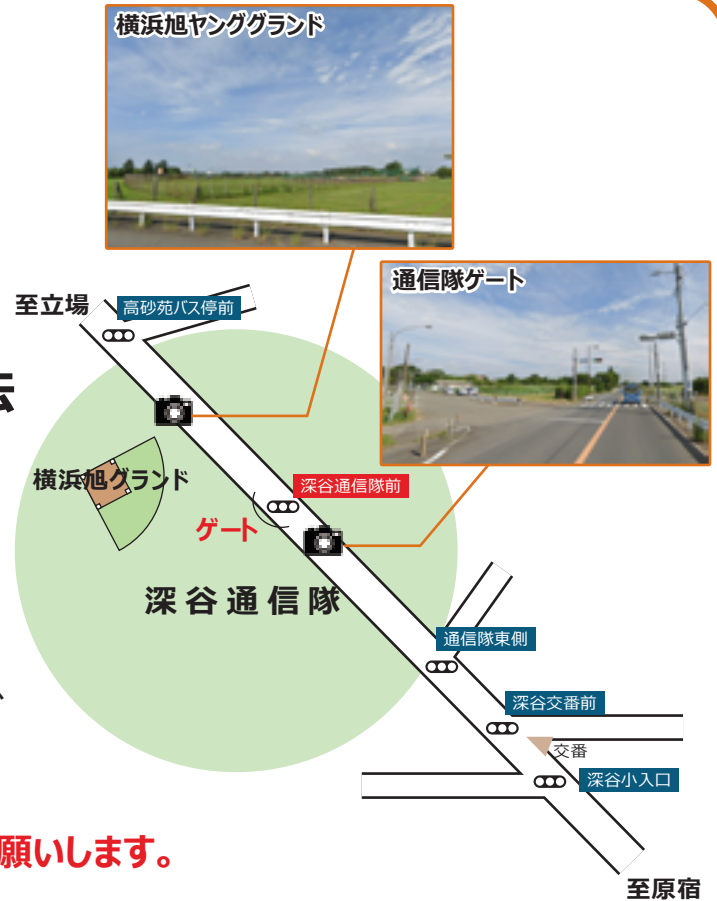 横浜旭ヤンググランド
通信隊ゲート
至立場
高砂苑バス停前
法
横浜旭グランド
深谷通信隊前
ゲート
深谷通信隊
通信隊東側
深谷交番前
交番
深谷小入口
願いします。
至原宿